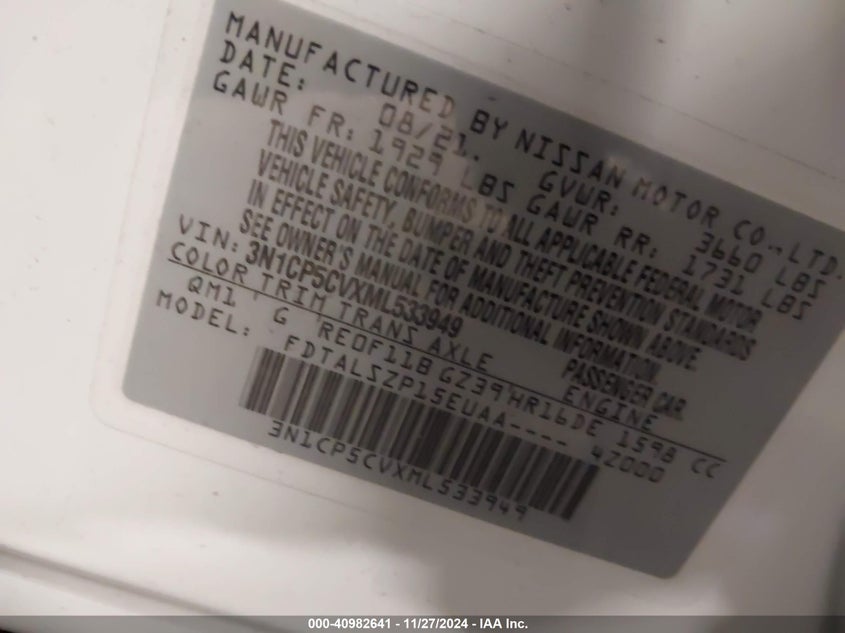 MANUFACTURED BY NISSAN MOTOR CO., LTD.
DATE: 08/21. GVWR: 3660 LBS
GAWR FR: 1929 LBS GAWR RR: 1731 LBS
THIS VEHICLE CONFORMS TO ALL APPLICABLE FEDERAL MOTOR
VEHICLE SAFETY, BUMPER AND THEFT PREVENTION STANDARDS
IN EFFECT ON THE DATE OF MANUFACTURE SHOWN ABOVE.
SEE OWNER'S MANUAL FOR ADDITIONAL INFORMATION.
VIN: 3N1CP5CVXML533949 PASSENGER CAR
COLOR TRIM TRANS AXLE ENGINE
QM1 G RE0F11B GZ39 HR16DE 1598 CC
MODEL: FDTALSZP15EUAA---- 4Z000
3N1CP5CVXML533949
000-40982641 - 11/27/2024 - IAA Inc.